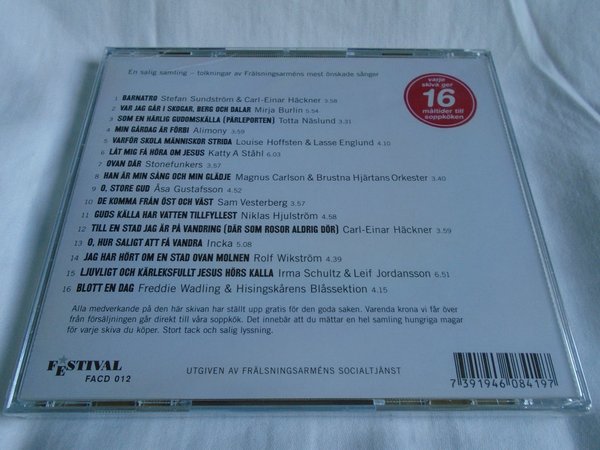 En salig samling – tolkningar av Frälsningsarméns mest önskade sånger
varje
skiva ger
16
måltider till
soppköken
1 BARNATRO Stefan Sundström & Carl-Einar Häckner 3.58
2 VAR JAG GÅR I SKOGAR, BERG OCH DALAR Mirja Burlin 5.54
3 SOM EN HÄRLIG GUDOMSKÄLLA (PÄRLEPORTEN) Totta Näslund 3.31
4 MIN GÅRDAG ÄR FÖRBI Alimony 3.59
5 VARFÖR SKOLA MÄNNISKOR STRIDA Louise Hoffsten & Lasse Englund 4.10
6 LÅT MIG FÅ HÖRA OM JESUS Katty A Ståhl 6.03
7 OVAN DÄR Stonefunkers 3.57
8 HAN ÄR MIN SÅNG OCH MIN GLÄDJE Magnus Carlson & Brustna Hjärtans Orkester 3.40
9 O, STORE GUD Åsa Gustafsson 4.52
10 DE KOMMA FRÅN ÖST OCH VÄST Sam Vesterberg 3.57
11 GUDS KÄLLA HAR VATTEN TILLFYLLEST Niklas Hjulström 4.58
12 TILL EN STAD JAG ÄR PÅ VANDRING (DÄR SOM ROSOR ALDRIG DÖR) Carl-Einar Häckner 3.59
13 O, HUR SALIGT ATT FÅ VANDRA Incka 5.08
14 JAG HAR HÖRT OM EN STAD OVAN MOLNEN Rolf Wikström 4.39
15 LJUVLIGT OCH KÄRLEKSFULLT JESUS HÖRS KALLA Irma Schultz & Leif Jordansson 6.51
16 BLOTT EN DAG Freddie Wadling & Hisingskårens Blåssektion 4.15
Alla medverkande på den här skivan har ställt upp gratis för den goda saken. Varenda krona vi får över
från försäljningen går direkt till våra soppkök. Det innebär att du mättar en hel samling hungriga magar
för varje skiva du köper. Stort tack och salig lyssning.
FESTIVAL
FACD 012
UTGIVEN AV FRÄLSNINGSARMÉNS SOCIALTJÄNST
7 391946 084197